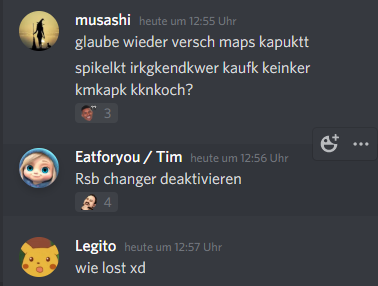 musashi heute um 12:55 Uhr
glaube wieder versch maps kapuktt
spikelkt irkgkendkwer kaufk keinker
kmkapk kknkoch?
3
Eatforyou / Tim heute um 12:56 Uhr
Rsb changer deaktivieren
4
Legito heute um 12:57 Uhr
wie lost xd